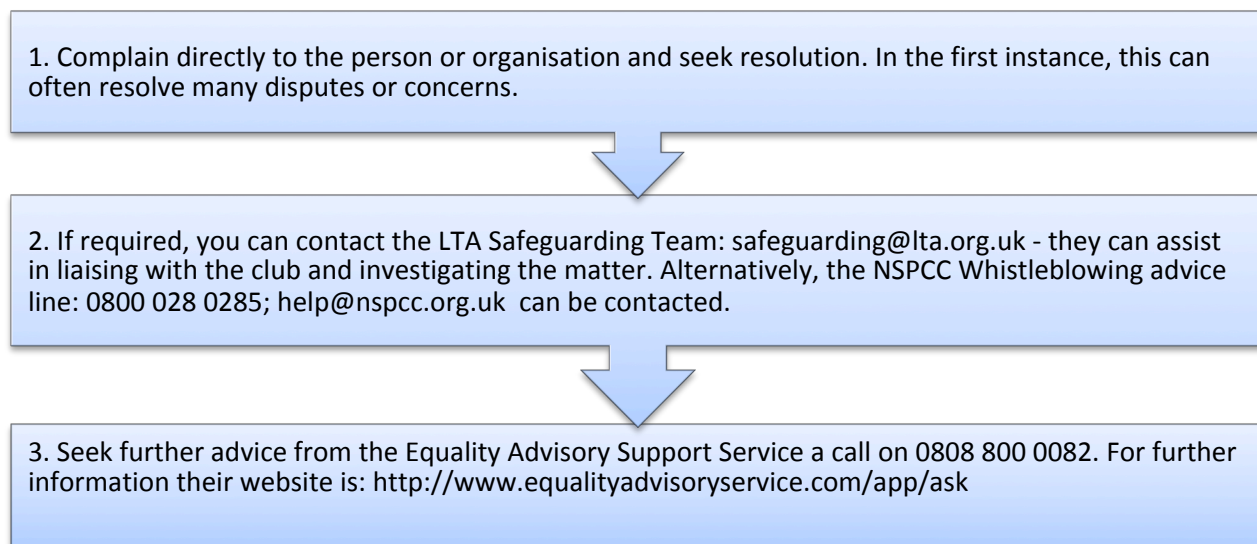 1. Complain directly to the person or organisation and seek resolution. In the first instance, this can
often resolve many disputes or concerns.
2. If required, you can contact the LTA Safeguarding Team: safeguarding@lta.org.uk - they can assist
in liaising with the club and investigating the matter. Alternatively, the NSPCC Whistleblowing advice
line: 0800 028 0285; help@nspcc.org.uk  can be contacted.
3. Seek further advice from the Equality Advisory Support Service a call on 0808 800 0082. For further
information their website is: http://www.equalityadvisoryservice.com/app/ask